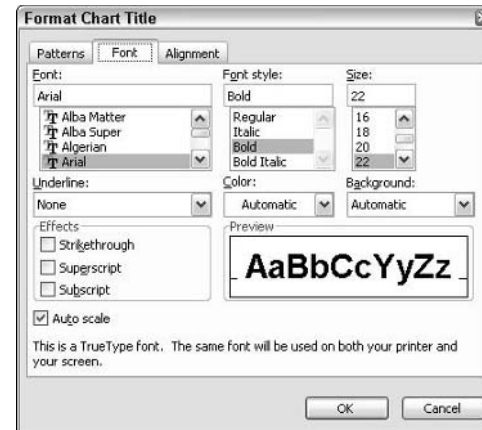 Format Chart Title
Patterns Font Alignment
Font: Font style: Size:
Arial Bold 22
Alba Matter Regular 16
Alba Super Italic 18
Algerian Bold 20
Arial Bold Italic 22
Underline: Color: Background:
None Automatic Automatic
Effects Preview
Strikethrough
Superscript AaBbCcYyZz
Subscript
Auto scale
This is a TrueType font. The same font will be used on both your printer and
your screen.
OK Cancel